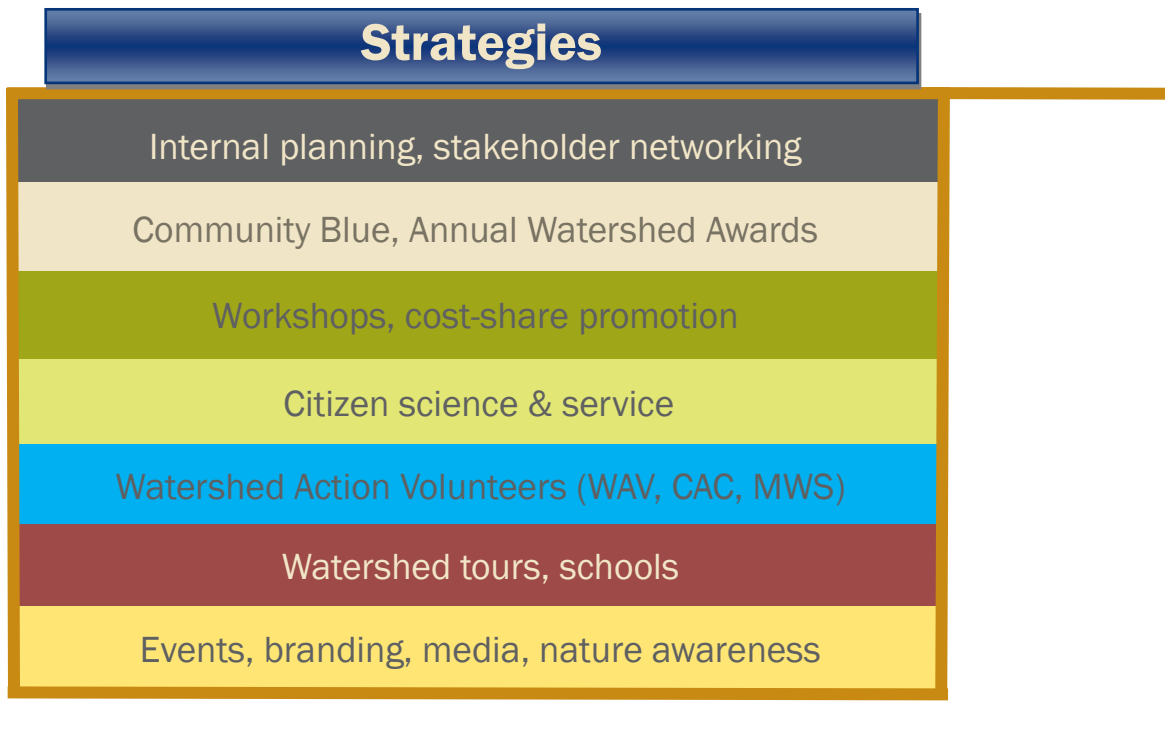 Strategies
Internal planning, stakeholder networking
Community Blue, Annual Watershed Awards
Workshops, cost-share promotion
Citizen science & service
Watershed Action Volunteers (WAV, CAC, MWS)
Watershed tours, schools
Events, branding, media, nature awareness